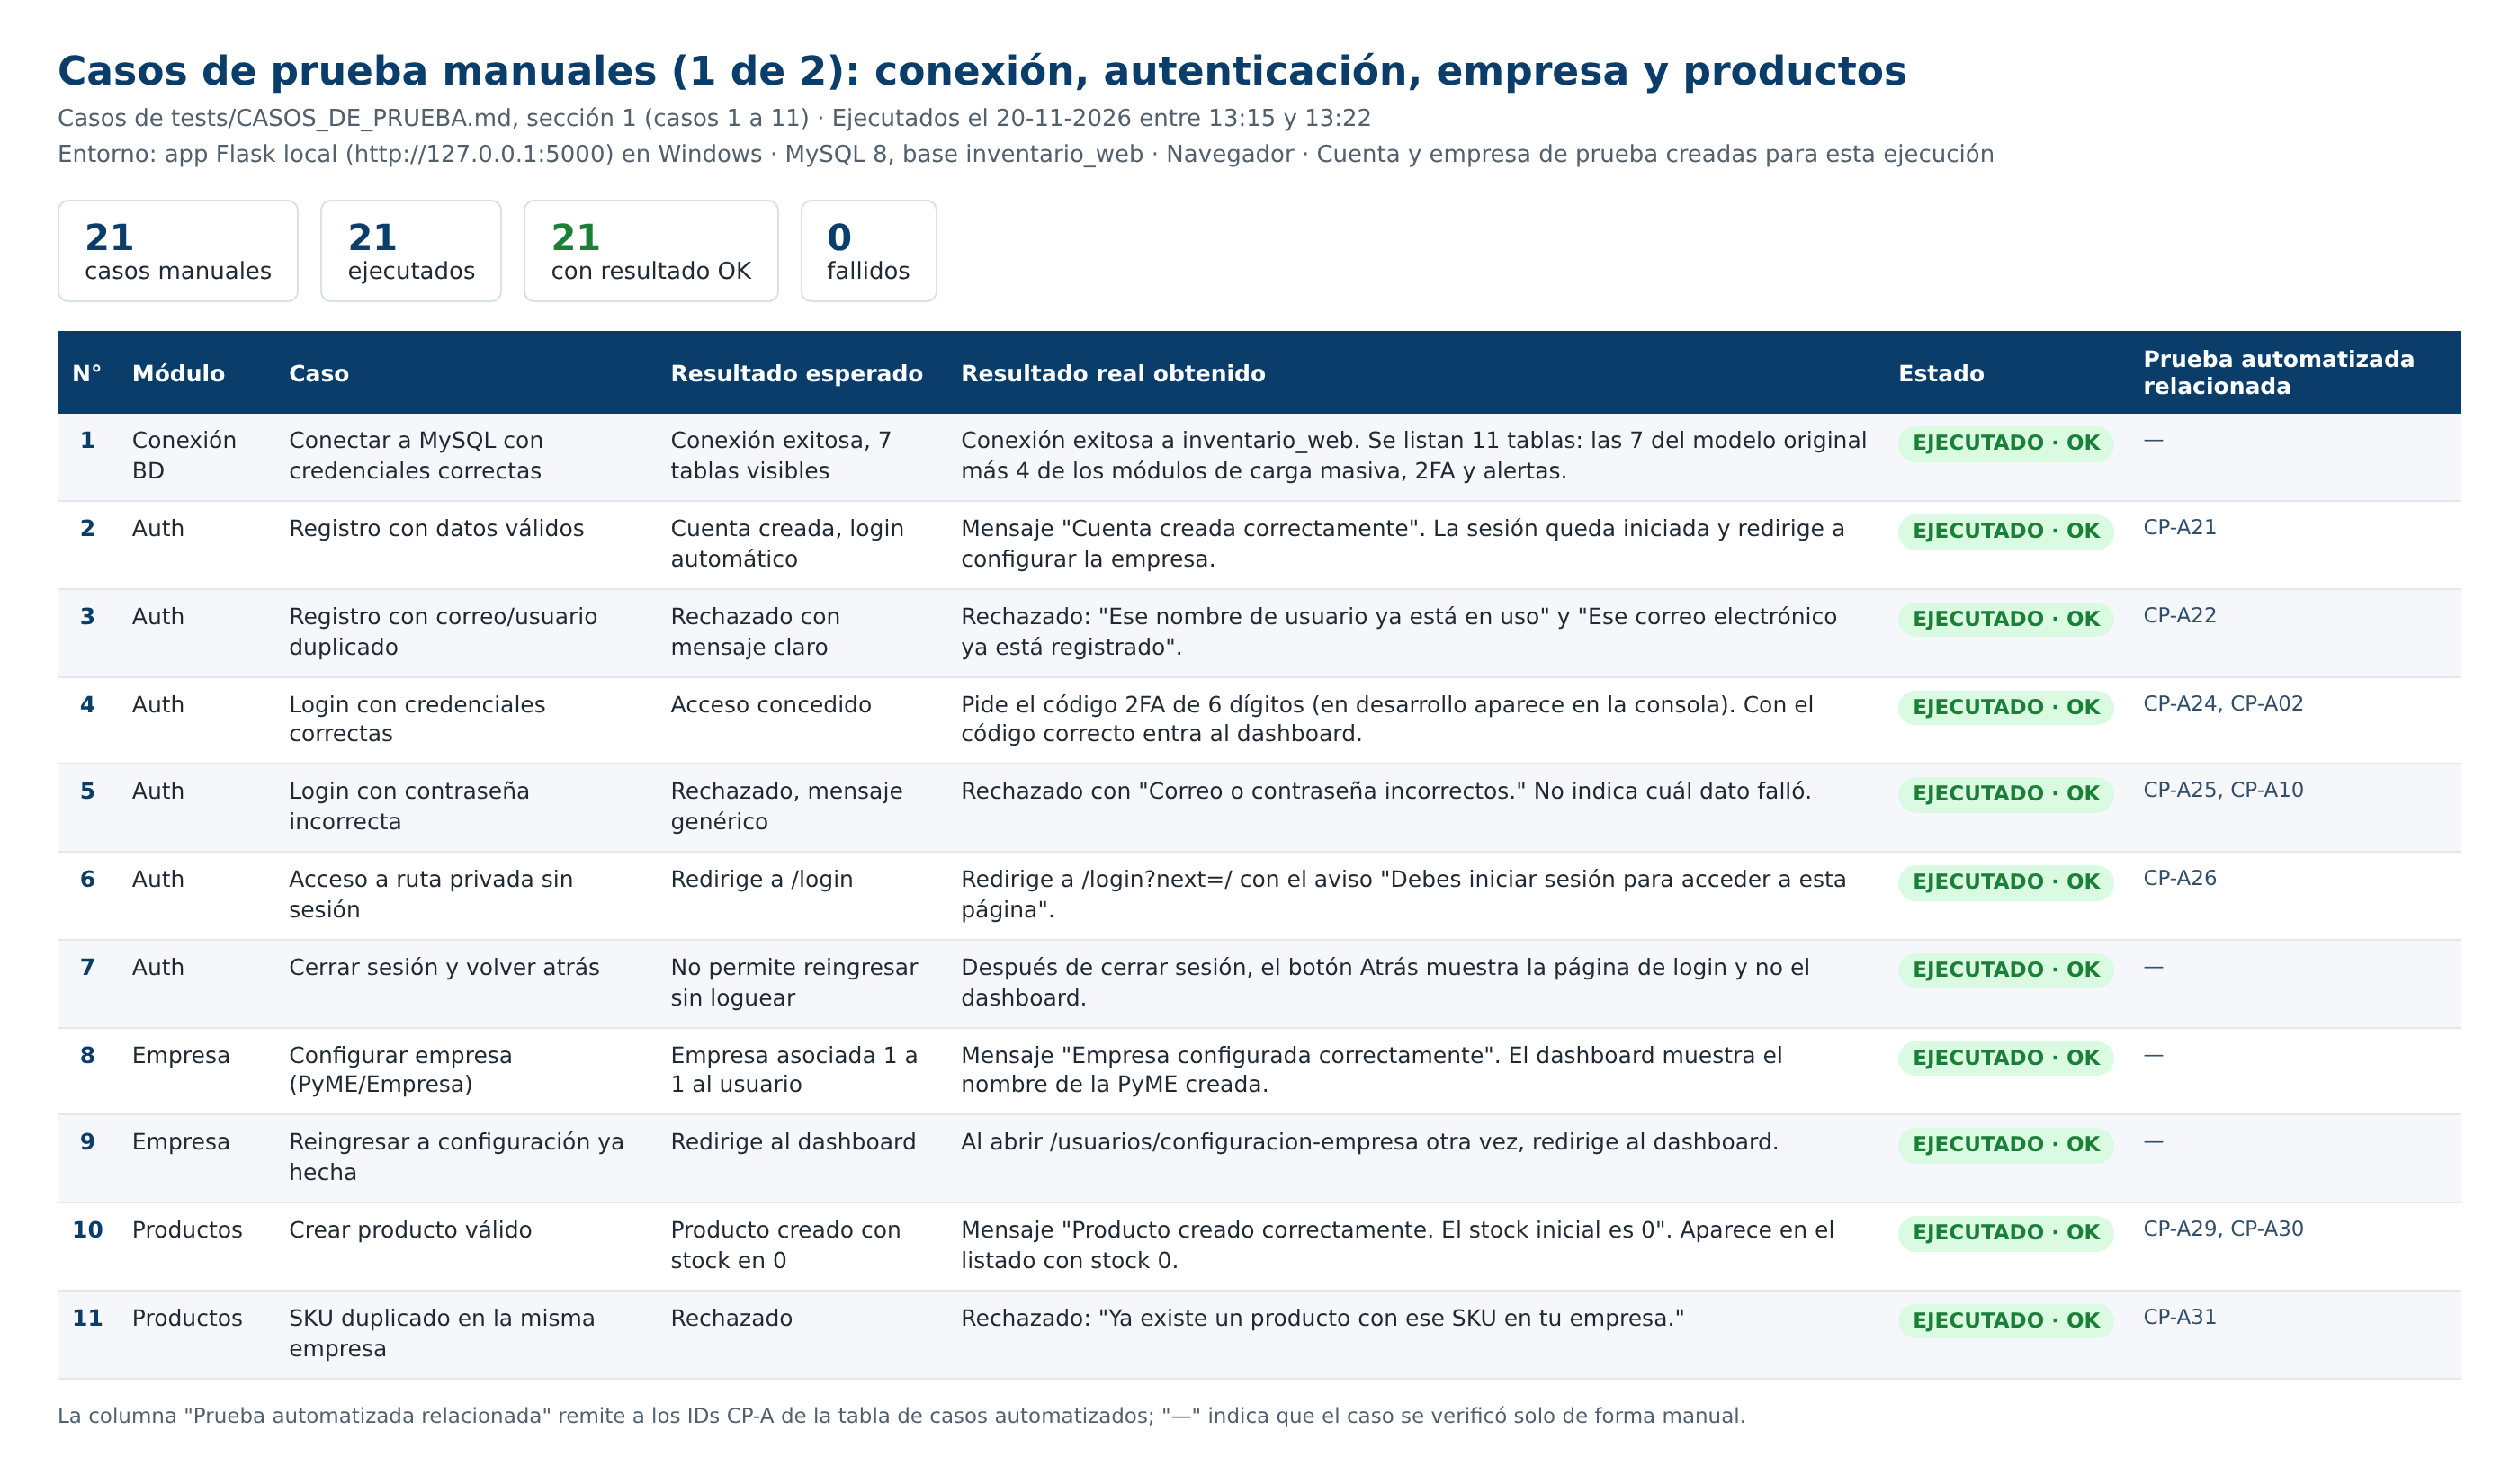 Casos de prueba manuales (1 de 2): conexión, autenticación, empresa y productos
Casos de tests/CASOS_DE_PRUEBA.md, sección 1 (casos 1 a 11) · Ejecutados el 20-11-2026 entre 13:15 y 13:22
Entorno: app Flask local (http://127.0.0.1:5000) en Windows · MySQL 8, base inventario_web · Navegador · Cuenta y empresa de prueba creadas para esta ejecución
21
casos manuales
21
ejecutados
21
con resultado OK
0
fallidos
N° Módulo Caso Resultado esperado Resultado real obtenido Estado Prueba automatizada
relacionada
1 Conexión Conectar a MySQL con Conexión exitosa, 7 Conexión exitosa a inventario_web. Se listan 11 tablas: las 7 del modelo original EJECUTADO · OK —
BD credenciales correctas tablas visibles más 4 de los módulos de carga masiva, 2FA y alertas.
2 Auth Registro con datos válidos Cuenta creada, login Mensaje "Cuenta creada correctamente". La sesión queda iniciada y redirige a EJECUTADO · OK CP-A21
automático configurar la empresa.
3 Auth Registro con correo/usuario Rechazado con Rechazado: "Ese nombre de usuario ya está en uso" y "Ese correo electrónico EJECUTADO · OK CP-A22
duplicado mensaje claro ya está registrado".
4 Auth Login con credenciales Acceso concedido Pide el código 2FA de 6 dígitos (en desarrollo aparece en la consola). Con el EJECUTADO · OK CP-A24, CP-A02
correctas código correcto entra al dashboard.
5 Auth Login con contraseña Rechazado, mensaje Rechazado con "Correo o contraseña incorrectos." No indica cuál dato falló. EJECUTADO · OK CP-A25, CP-A10
incorrecta genérico
6 Auth Acceso a ruta privada sin Redirige a /login Redirige a /login?next=/ con el aviso "Debes iniciar sesión para acceder a esta EJECUTADO · OK CP-A26
sesión página".
7 Auth Cerrar sesión y volver atrás No permite reingresar Después de cerrar sesión, el botón Atrás muestra la página de login y no el EJECUTADO · OK —
sin loguear dashboard.
8 Empresa Configurar empresa Empresa asociada 1 a Mensaje "Empresa configurada correctamente". El dashboard muestra el EJECUTADO · OK —
(PyME/Empresa) 1 al usuario nombre de la PyME creada.
9 Empresa Reingresar a configuración ya Redirige al dashboard Al abrir /usuarios/configuracion-empresa otra vez, redirige al dashboard. EJECUTADO · OK —
hecha
10 Productos Crear producto válido Producto creado con Mensaje "Producto creado correctamente. El stock inicial es 0". Aparece en el EJECUTADO · OK CP-A29, CP-A30
stock en 0 listado con stock 0.
11 Productos SKU duplicado en la misma Rechazado Rechazado: "Ya existe un producto con ese SKU en tu empresa." EJECUTADO · OK CP-A31
empresa
La columna "Prueba automatizada relacionada" remite a los IDs CP-A de la tabla de casos automatizados; "—" indica que el caso se verificó solo de forma manual.